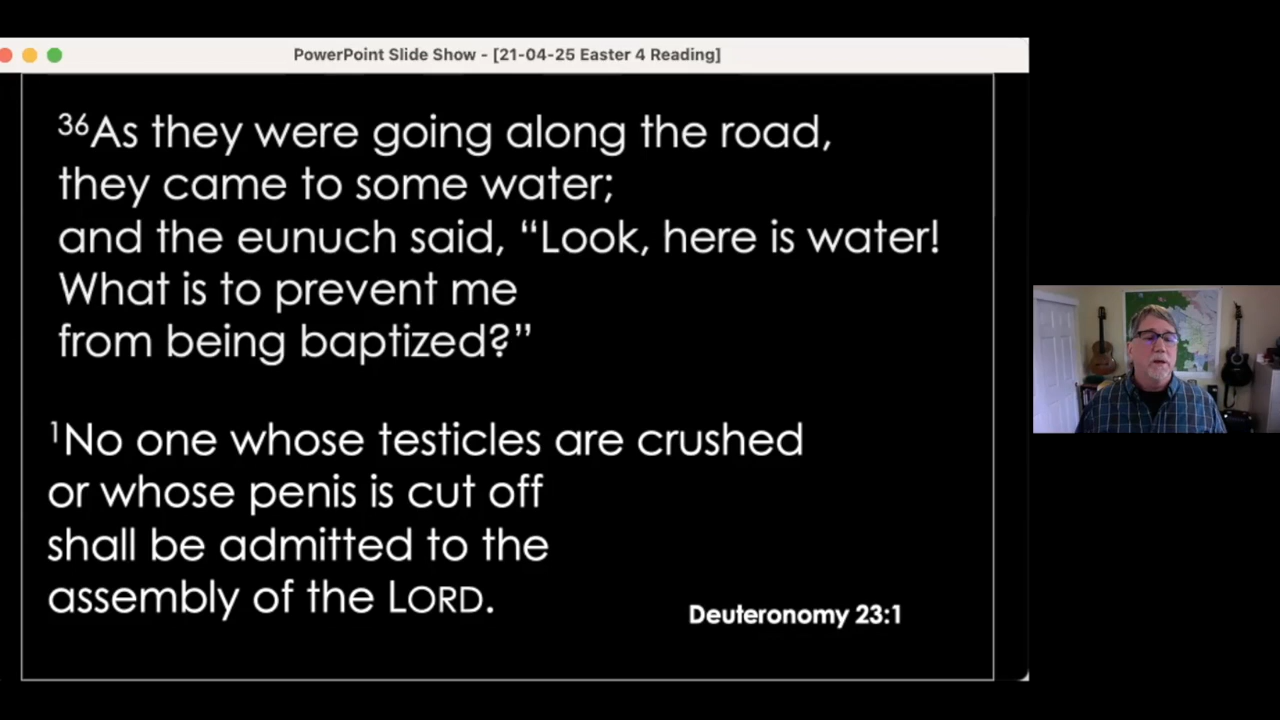 PowerPoint Slide Show - [21-04-25 Easter 4 Reading]
³⁶As they were going along the road,
they came to some water;
and the eunuch said, “Look, here is water!
What is to prevent me
from being baptized?”
¹No one whose testicles are crushed
or whose penis is cut off
shall be admitted to the
assembly of the LORD.
Deuteronomy 23:1